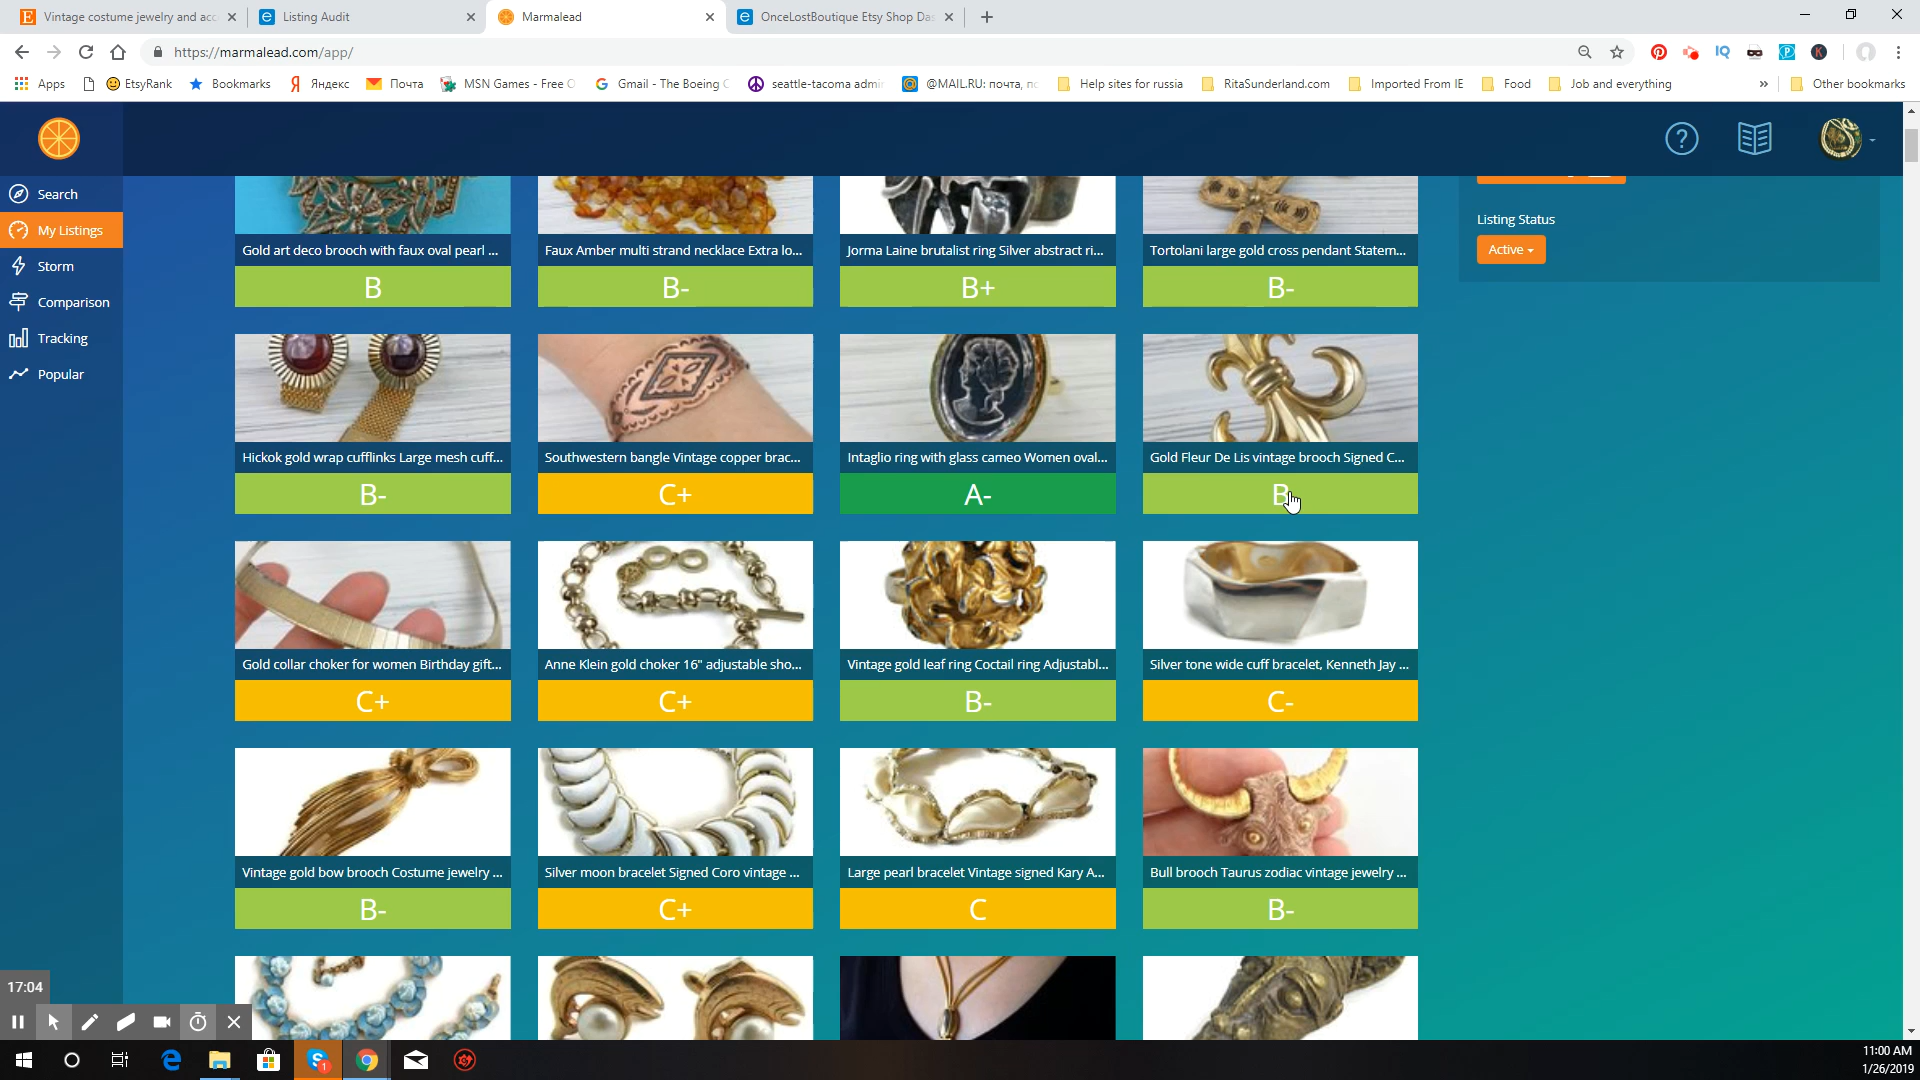 Vintage costume jewelry and acc
Listing Audit
Marmalead
OnceLostBoutique Etsy Shop Das
https://marmalead.com/app/
Apps
EtsyRank
Bookmarks
Яндекс
Почта
MSN Games - Free O
Gmail - The Boeing C
seattle-tacoma admi
@MAIL.RU: почта, по
Help sites for russia
RitaSunderland.com
Imported From IE
Food
Job and everything
»
Other bookmarks
Search
My Listings
Storm
Comparison
Tracking
Popular
Listing Status
Active
Gold art deco brooch with faux oval pearl ...
Faux Amber multi strand necklace Extra lo...
Jorma Laine brutalist ring Silver abstract ri...
Tortolani large gold cross pendant Statem...
B
B-
B+
B-
Hickok gold wrap cufflinks Large mesh cuff...
Southwestern bangle Vintage copper brac...
Intaglio ring with glass cameo Women oval...
Gold Fleur De Lis vintage brooch Signed C...
B-
C+
A-
B
Gold collar choker for women Birthday gift...
Anne Klein gold choker 16" adjustable sho...
Vintage gold leaf ring Coctail ring Adjustabl...
Silver tone wide cuff bracelet, Kenneth Jay ...
C+
C+
B-
C-
Vintage gold bow brooch Costume jewelry ...
Silver moon bracelet Signed Coro vintage ...
Large pearl bracelet Vintage signed Kary A...
Bull brooch Taurus zodiac vintage jewelry ...
B-
C+
C
B-
17:04
11:00 AM
1/26/2019